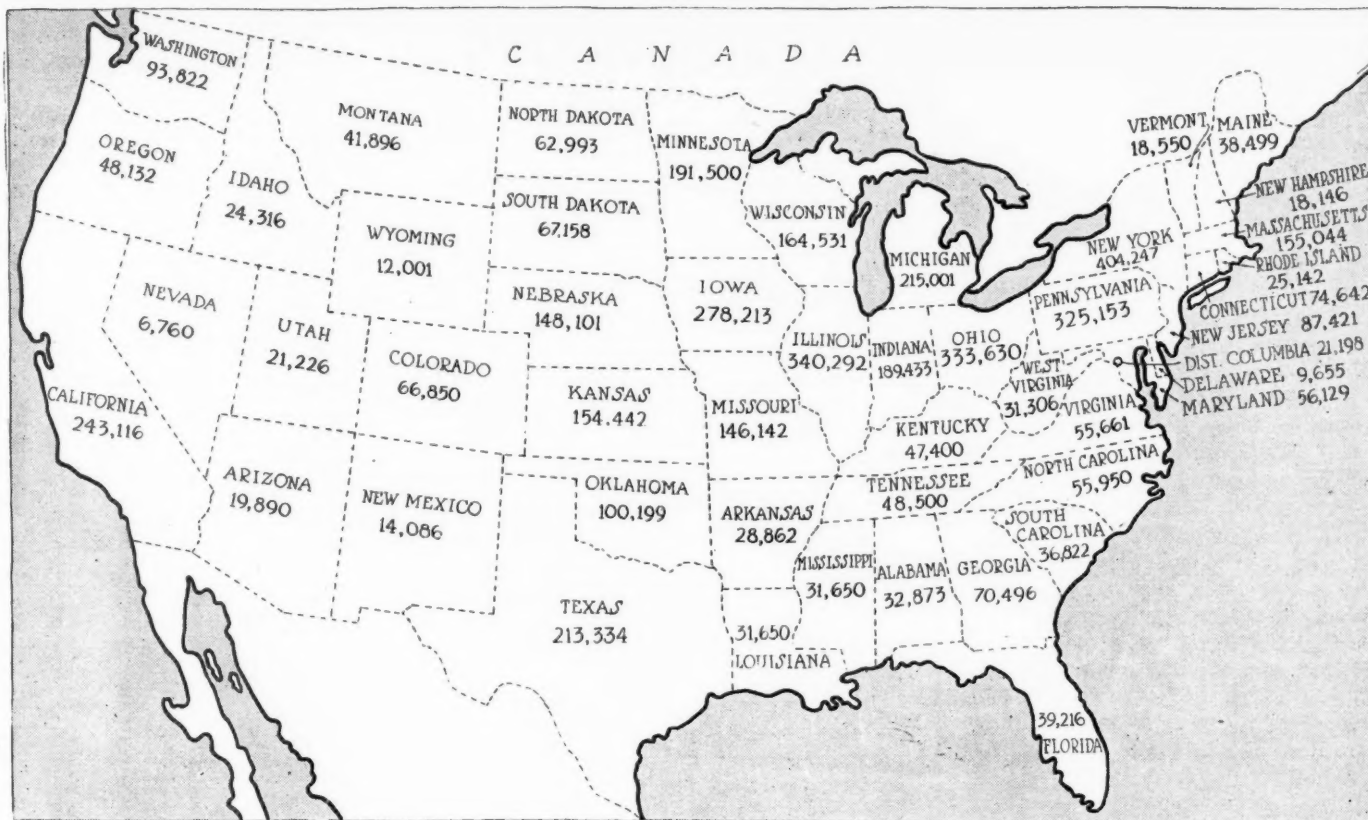 CANADA
WASHINGTON
93,822
OREGON
48,132
IDAHO
24,316
MONTANA
41,896
NORTH DAKOTA
62,993
SOUTH DAKOTA
67,158
MINNESOTA
191,500
WISCONSIN
164,531
MICHIGAN
215,001
WYOMING
12,001
NEBRASKA
148,101
IOWA
278,213
NEVADA
6,760
UTAH
21,226
COLORADO
66,850
KANSAS
154,442
MISSOURI
146,142
ILLINOIS
340,292
INDIANA
189,433
OHIO
333,630
CALIFORNIA
243,116
ARIZONA
19,890
NEW MEXICO
14,086
OKLAHOMA
100,199
ARKANSAS
28,862
TEXAS
213,334
31,650
LOUISIANA
MISSISSIPPI
31,650
ALABAMA
32,873
GEORGIA
70,496
39,216
FLORIDA
SOUTH
CAROLINA
36,822
NORTH CAROLINA
55,950
TENNESSEE
48,500
KENTUCKY
47,400
WEST
VIRGINIA
31,306
VIRGINIA
55,661
PENNSYLVANIA
325,153
NEW YORK
404,247
VERMONT
18,550
MAINE
38,499
NEW HAMPSHIRE
18,146
MASSACHUSETTS
155,044
RHODE ISLAND
25,142
CONNECTICUT 74,642
NEW JERSEY 87,421
DIST. COLUMBIA 21,198
DELAWARE 9,655
MARYLAND 56,129